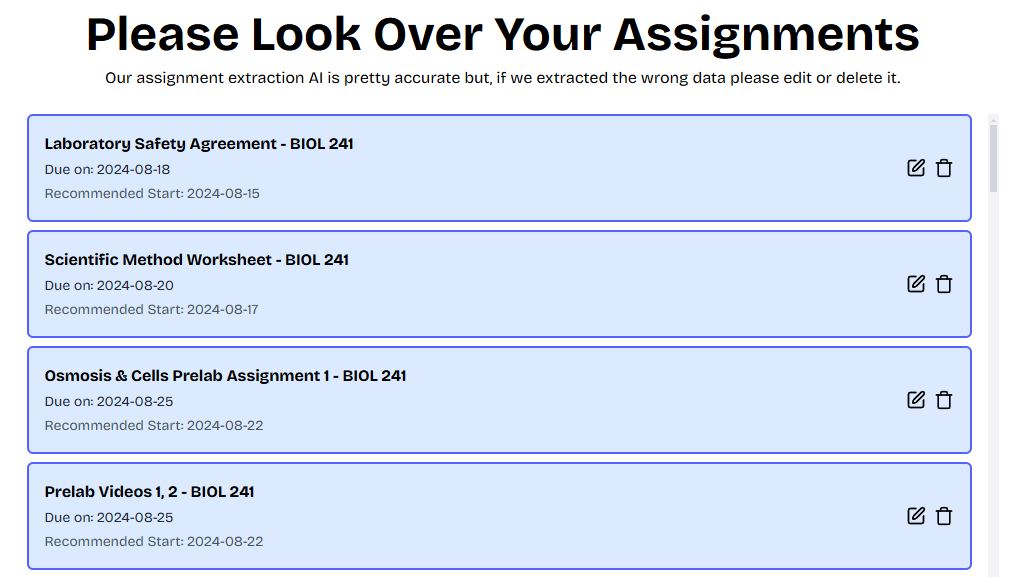 Please Look Over Your Assignments
Our assignment extraction AI is pretty accurate but, if we extracted the wrong data please edit or delete it.
Laboratory Safety Agreement - BIOL 241
Due on: 2024-08-18
Recommended Start: 2024-08-15
Scientific Method Worksheet - BIOL 241
Due on: 2024-08-20
Recommended Start: 2024-08-17
Osmosis & Cells Prelab Assignment 1 - BIOL 241
Due on: 2024-08-25
Recommended Start: 2024-08-22
Prelab Videos 1, 2 - BIOL 241
Due on: 2024-08-25
Recommended Start: 2024-08-22